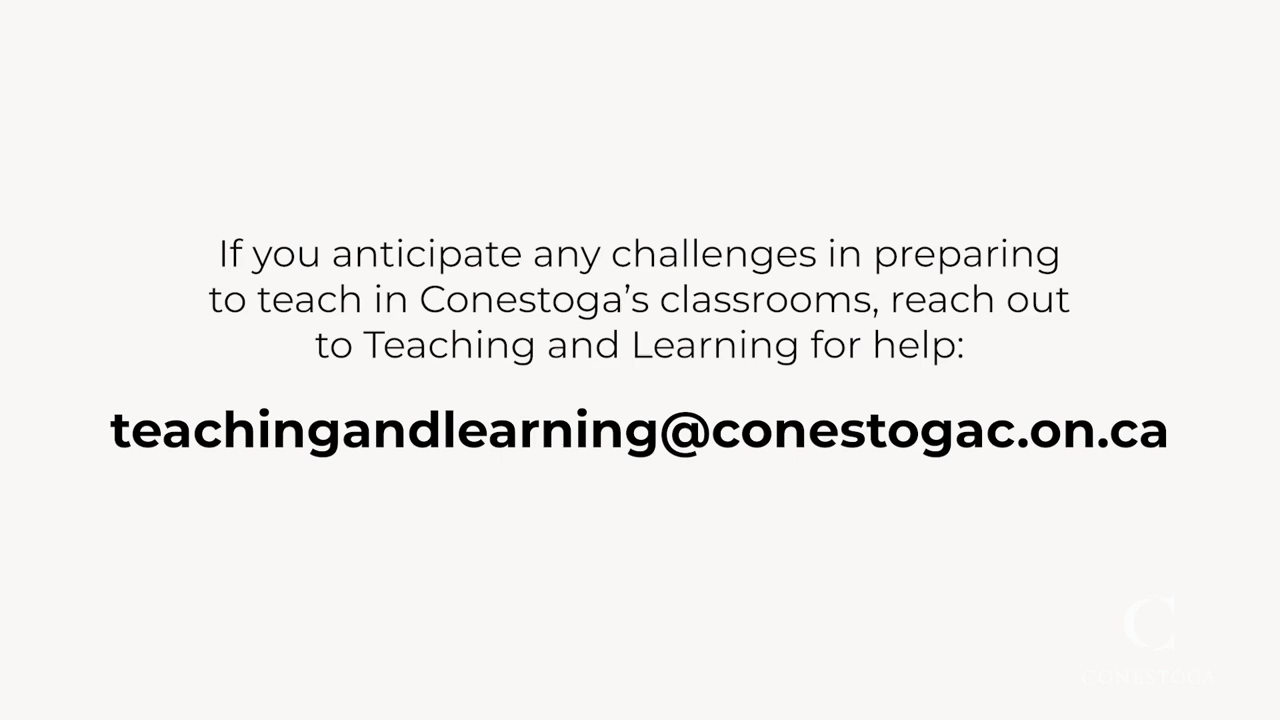 If you anticipate any challenges in preparing
to teach in Conestoga’s classrooms, reach out
to Teaching and Learning for help:
teachingandlearning@conestogac.on.ca
C
CONESTOGA